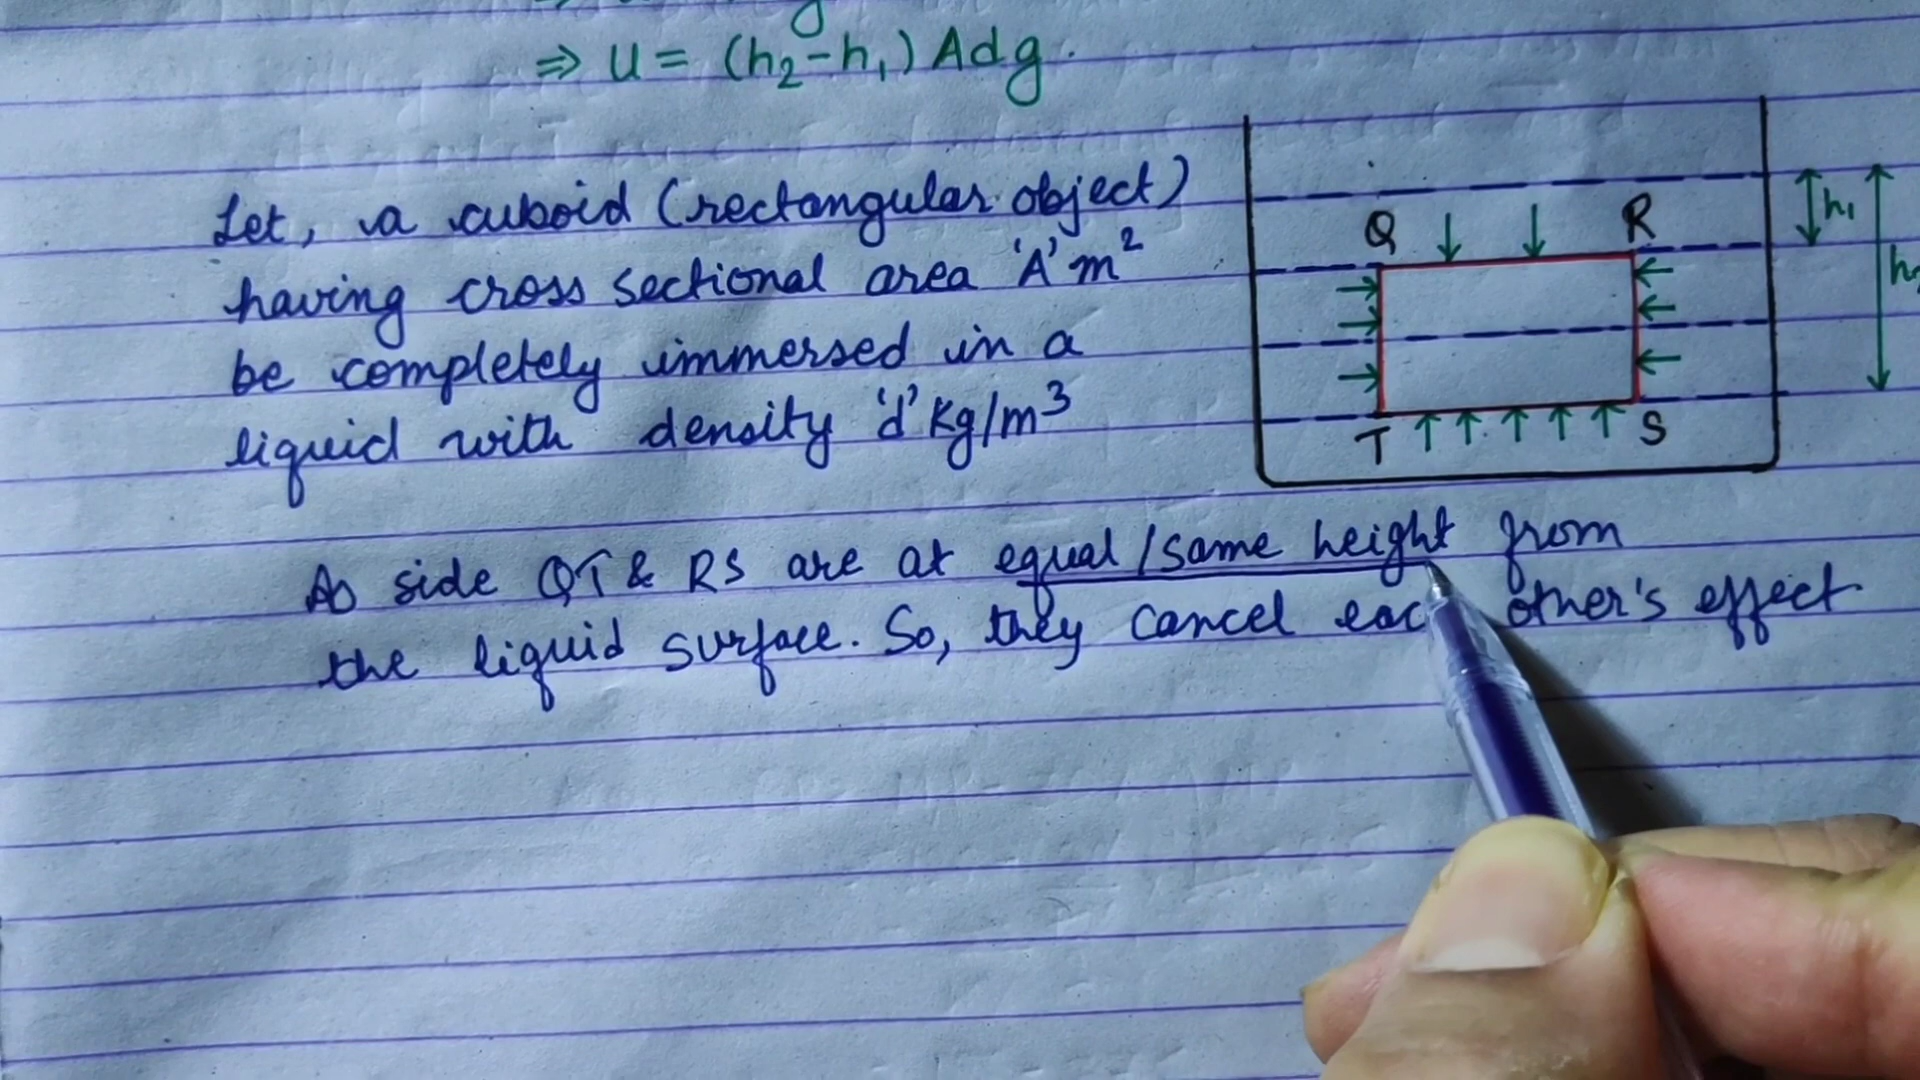 ⇒ U = (h₂-h₁) Adg.
Let, a cuboid (rectangular object)
having cross sectional area 'A' m²
be completely immersed in a
liquid with density 'd' Kg/m³
Q R
h₁
h₂
T S
As side QT & RS are at equal/same height from
the liquid surface. So, they cancel each other's effect